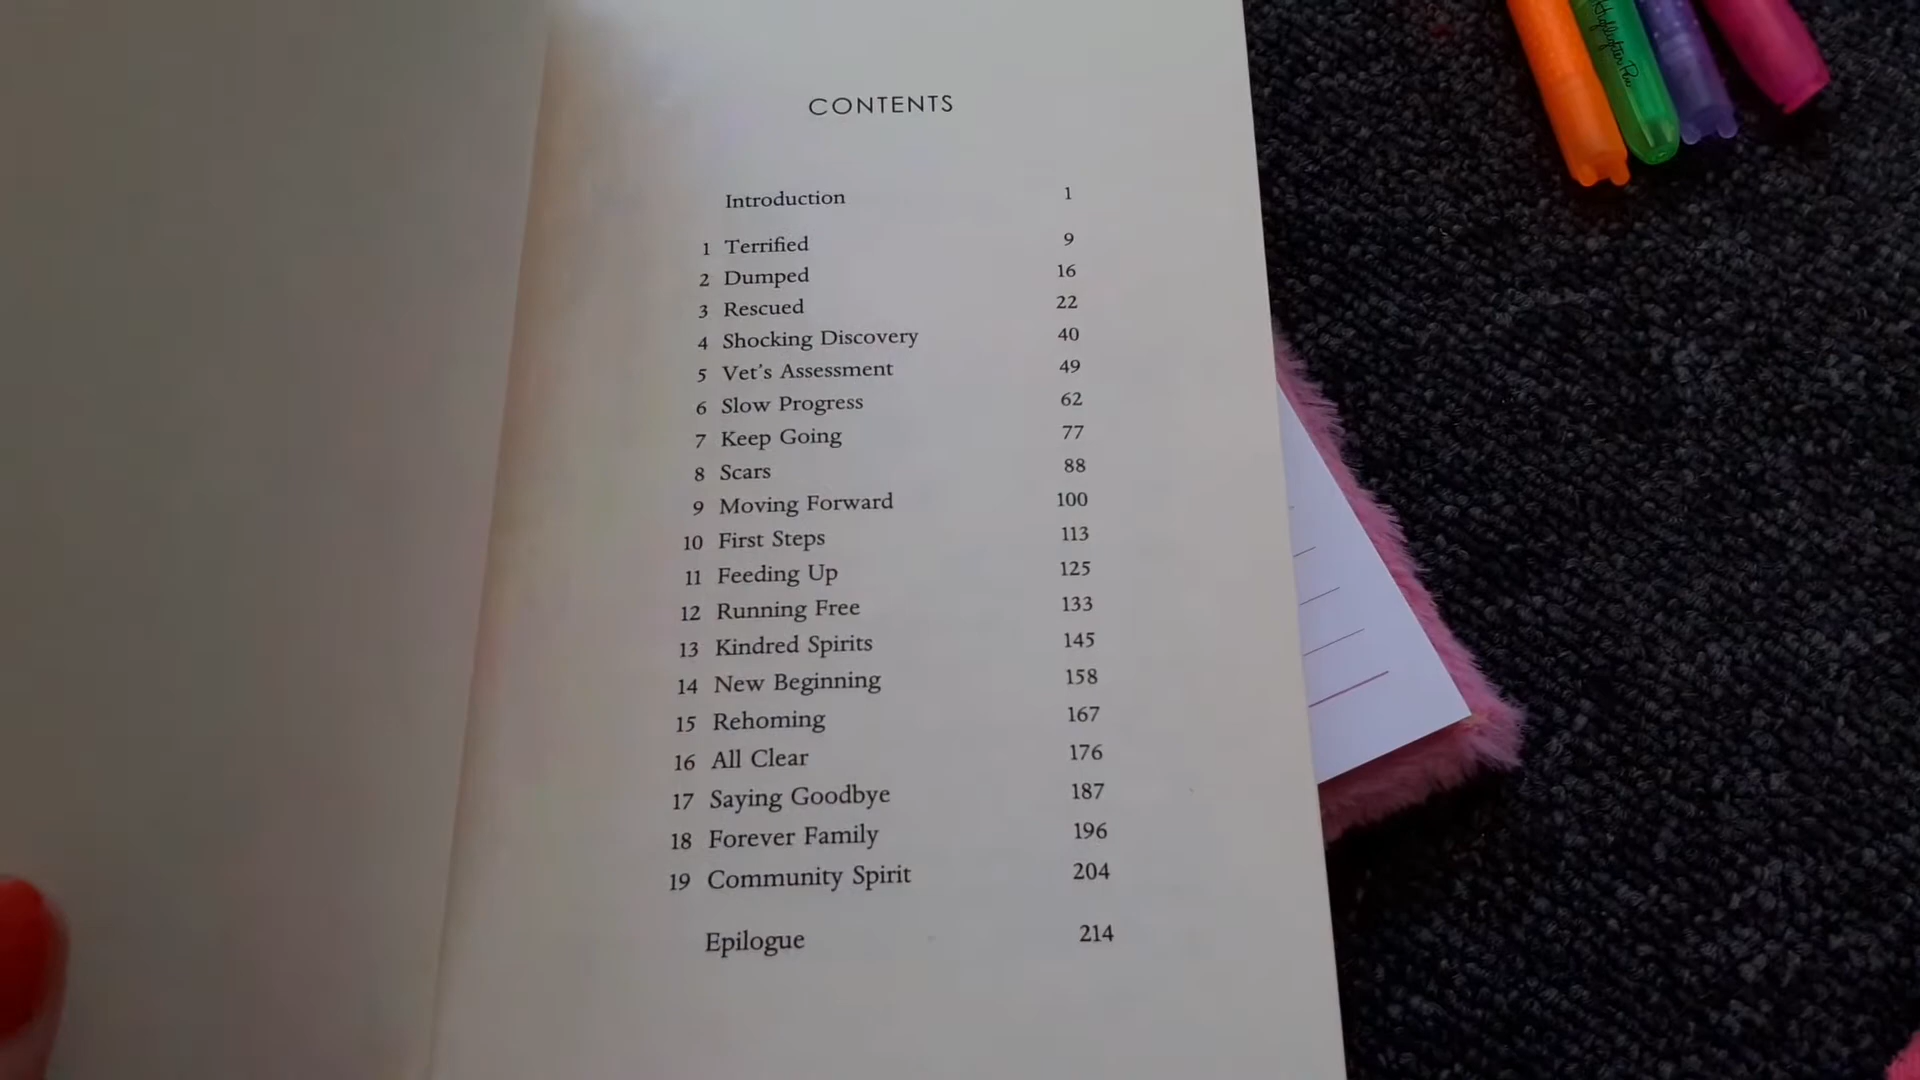 CONTENTS
Introduction 1
1 Terrified 9
2 Dumped 16
3 Rescued 22
4 Shocking Discovery 40
5 Vet's Assessment 49
6 Slow Progress 62
7 Keep Going 77
8 Scars 88
9 Moving Forward 100
10 First Steps 113
11 Feeding Up 125
12 Running Free 133
13 Kindred Spirits 145
14 New Beginning 158
15 Rehoming 167
16 All Clear 176
17 Saying Goodbye 187
18 Forever Family 196
19 Community Spirit 204
Epilogue 214
Highlighter Pen